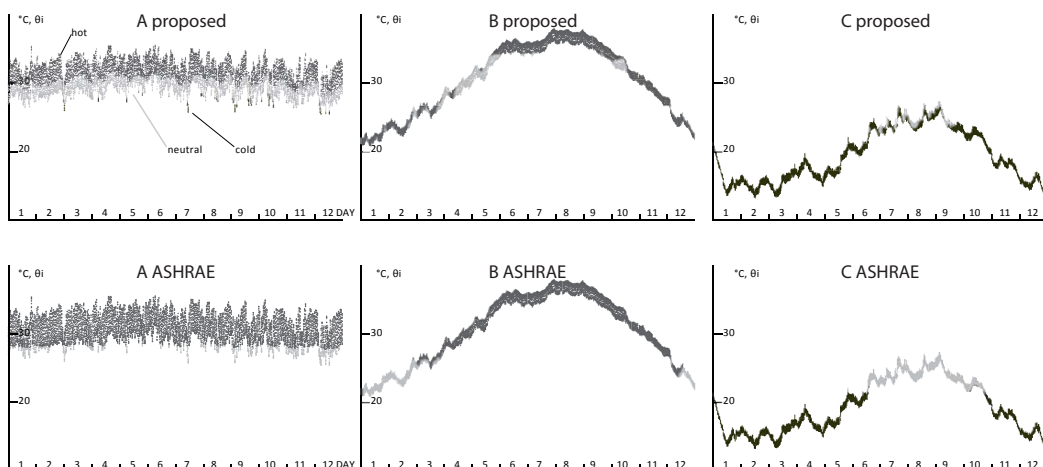 °C, θi A proposed
hot
30
20
neutral
cold
1 2 3 4 5 6 7 8 9 10 11 12 DAY
°C, θi B proposed
30
20
1 2 3 4 5 6 7 8 9 10 11 12
°C, θi C proposed
30
20
1 2 3 4 5 6 7 8 9 10 11 12
°C, θi A ASHRAE
30
20
1 2 3 4 5 6 7 8 9 10 11 12 DAY
°C, θi B ASHRAE
30
20
1 2 3 4 5 6 7 8 9 10 11 12
°C, θi C ASHRAE
30
20
1 2 3 4 5 6 7 8 9 10 11 12